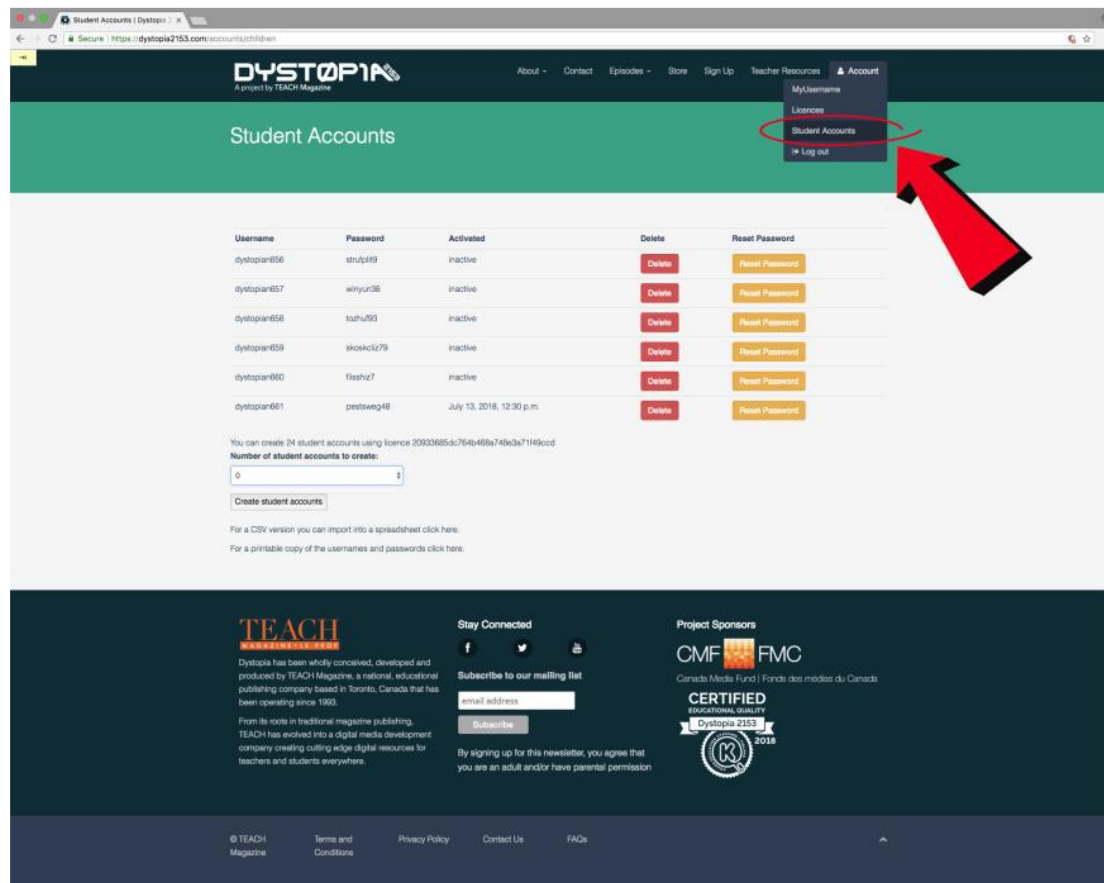 Student Accounts | Dystopia 2
Secure | https://dystopia2153.com/accounts/children
DYSTOPIA 2153
A project by TEACH Magazine
About
Contact
Episodes
Store
Sign Up
Teacher Resources
Account
MyUsername
Licences
Student Accounts
Log out
Student Accounts
Username Password Activated Delete Reset Password
dystopian656 strufplit9 inactive Delete Reset Password
dystopian657 winyun38 inactive Delete Reset Password
dystopian658 tozhuf93 inactive Delete Reset Password
dystopian659 skoskcliz79 inactive Delete Reset Password
dystopian660 flisshiz7 inactive Delete Reset Password
dystopian661 pestsweg48 July 13, 2018, 12:30 p.m. Delete Reset Password
You can create 24 student accounts using licence
Number of student accounts to create:
0
Create student accounts
For a CSV version you can import into a spreadsheet click here.
For a printable copy of the usernames and passwords click here.
TEACH
MAGAZINE • LE PROF
Dystopia has been wholly conceived, developed and
produced by TEACH Magazine, a national, educational
publishing company based in Toronto, Canada that has
been operating since 1993.
From its roots in traditional magazine publishing,
TEACH has evolved into a digital media development
company creating cutting edge digital resources for
teachers and students everywhere.
Stay Connected
Subscribe to our mailing list
email address
Subscribe
By signing up for this newsletter, you agree that
you are an adult and/or have parental permission
Project Sponsors
CMF FMC
Canada Media Fund | Fonds des médias du Canada
CERTIFIED
EDUCATIONAL QUALITY
Dystopia 2153
2018
K
© TEACH
Magazine
Terms and
Conditions
Privacy Policy
Contact Us
FAQs